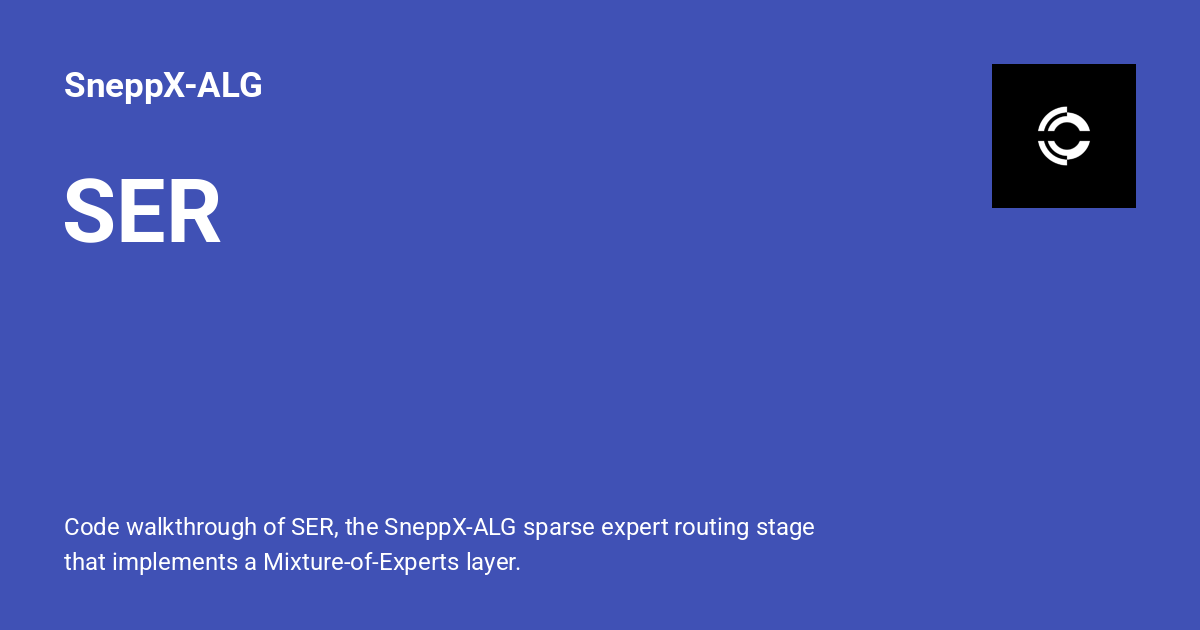 SneppX-ALG
SER
Code walkthrough of SER, the SneppX-ALG sparse expert routing stage
that implements a Mixture-of-Experts layer.